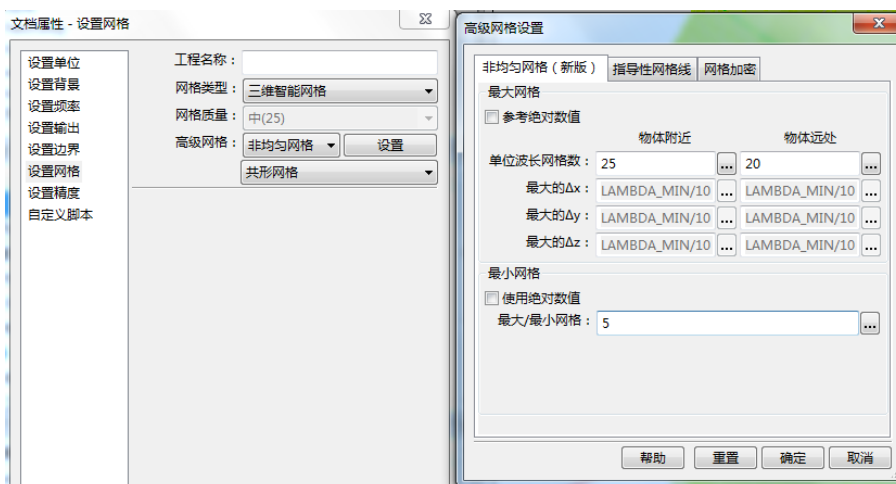 文档属性 - 设置网格
设置单位
设置背景
设置频率
设置输出
设置边界
设置网格
设置精度
自定义脚本
工程名称：
网格类型： 三维智能网格
网格质量： 中(25)
高级网格： 非均匀网格 设置
共形网格
高级网格设置
非均匀网格（新版） 指导性网格线 网格加密
最大网格
参考绝对数值
物体附近 物体远处
单位波长网格数： 25 ... 20 ...
最大的Δx： LAMBDA_MIN/10 ... LAMBDA_MIN/10 ...
最大的Δy： LAMBDA_MIN/10 ... LAMBDA_MIN/10 ...
最大的Δz： LAMBDA_MIN/10 ... LAMBDA_MIN/10 ...
最小网格
使用绝对数值
最大/最小网格： 5 ...
帮助 重置 确定 取消